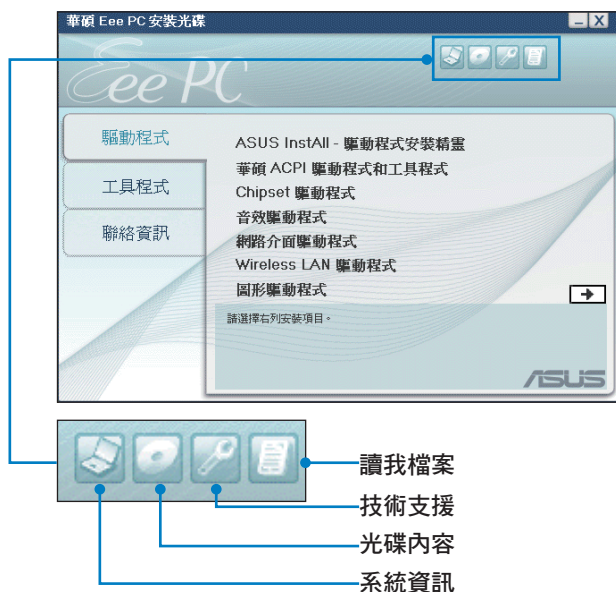 華碩 Eee PC 安裝光碟
Eee PC
驅動程式
工具程式
聯絡資訊
ASUS InstAll - 驅動程式安裝精靈
華碩 ACPI 驅動程式和工具程式
Chipset 驅動程式
音效驅動程式
網路介面驅動程式
Wireless LAN 驅動程式
圖形驅動程式
請選擇右列安裝項目。
ASUS
讀我檔案
技術支援
光碟內容
系統資訊